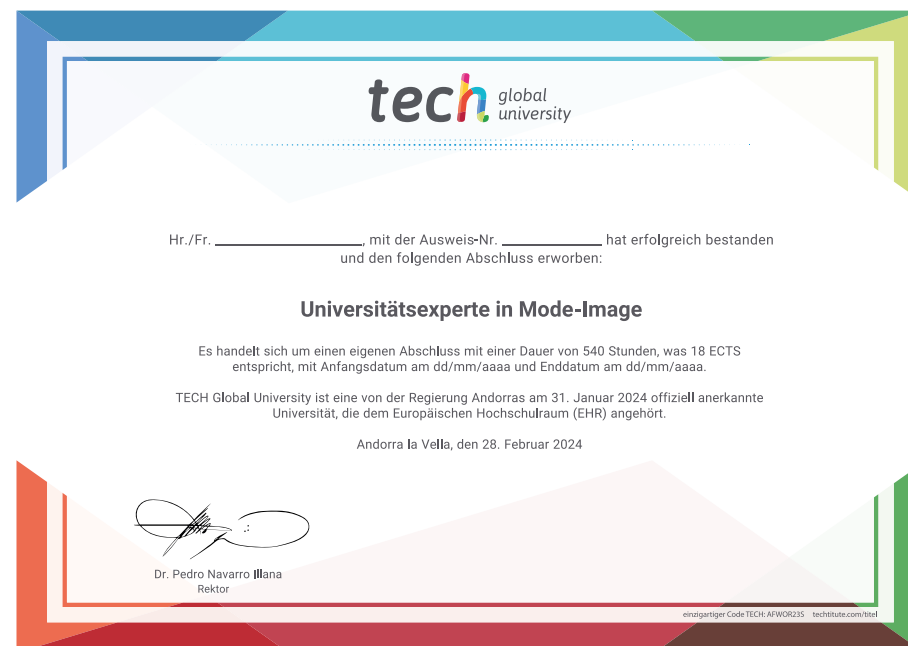 tech global university
Hr./Fr. ____________________, mit der Ausweis-Nr. ______________ hat erfolgreich bestanden
und den folgenden Abschluss erworben:
Universitätsexperte in Mode-Image
Es handelt sich um einen eigenen Abschluss mit einer Dauer von 540 Stunden, was 18 ECTS
entspricht, mit Anfangsdatum am dd/mm/aaaa und Enddatum am dd/mm/aaaa.
TECH Global University ist eine von der Regierung Andorras am 31. Januar 2024 offiziell anerkannte
Universität, die dem Europäischen Hochschulraum (EHR) angehört.
Andorra la Vella, den 28. Februar 2024
Dr. Pedro Navarro Illana
Rektor
einzigartiger Code TECH: AFWOR23S techtitute.com/titel